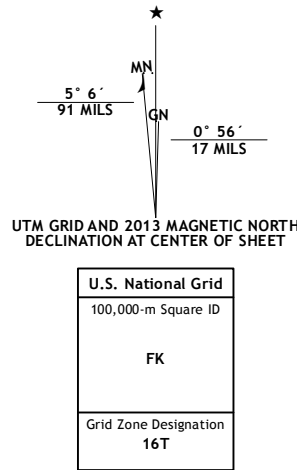 ★
MN.
5° 6´
91 MILS
GN
0° 56´
17 MILS
UTM GRID AND 2013 MAGNETIC NORTH
DECLINATION AT CENTER OF SHEET
U.S. National Grid
100,000-m Square ID
FK
Grid Zone Designation
16T